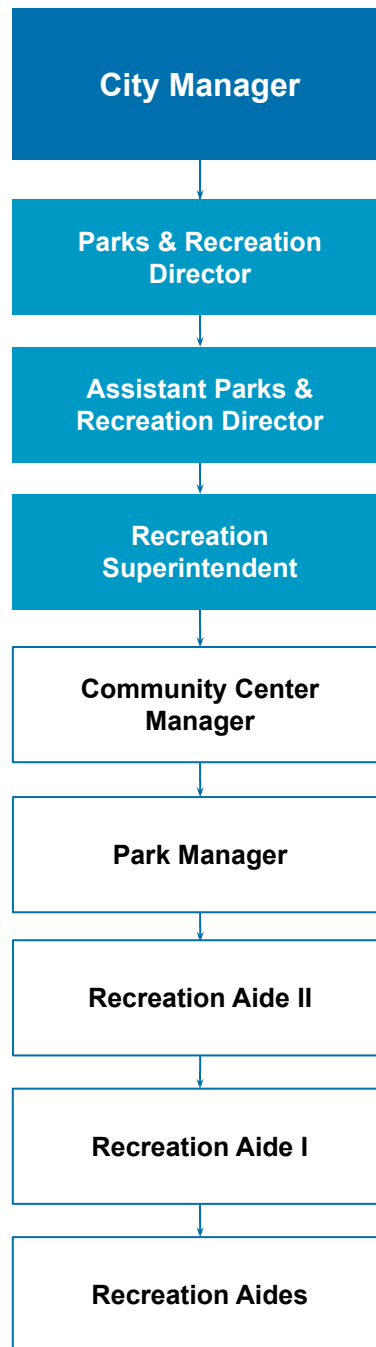 City Manager
Parks & Recreation
Director
Assistant Parks &
Recreation Director
Recreation
Superintendent
Community Center
Manager
Park Manager
Recreation Aide II
Recreation Aide I
Recreation Aides